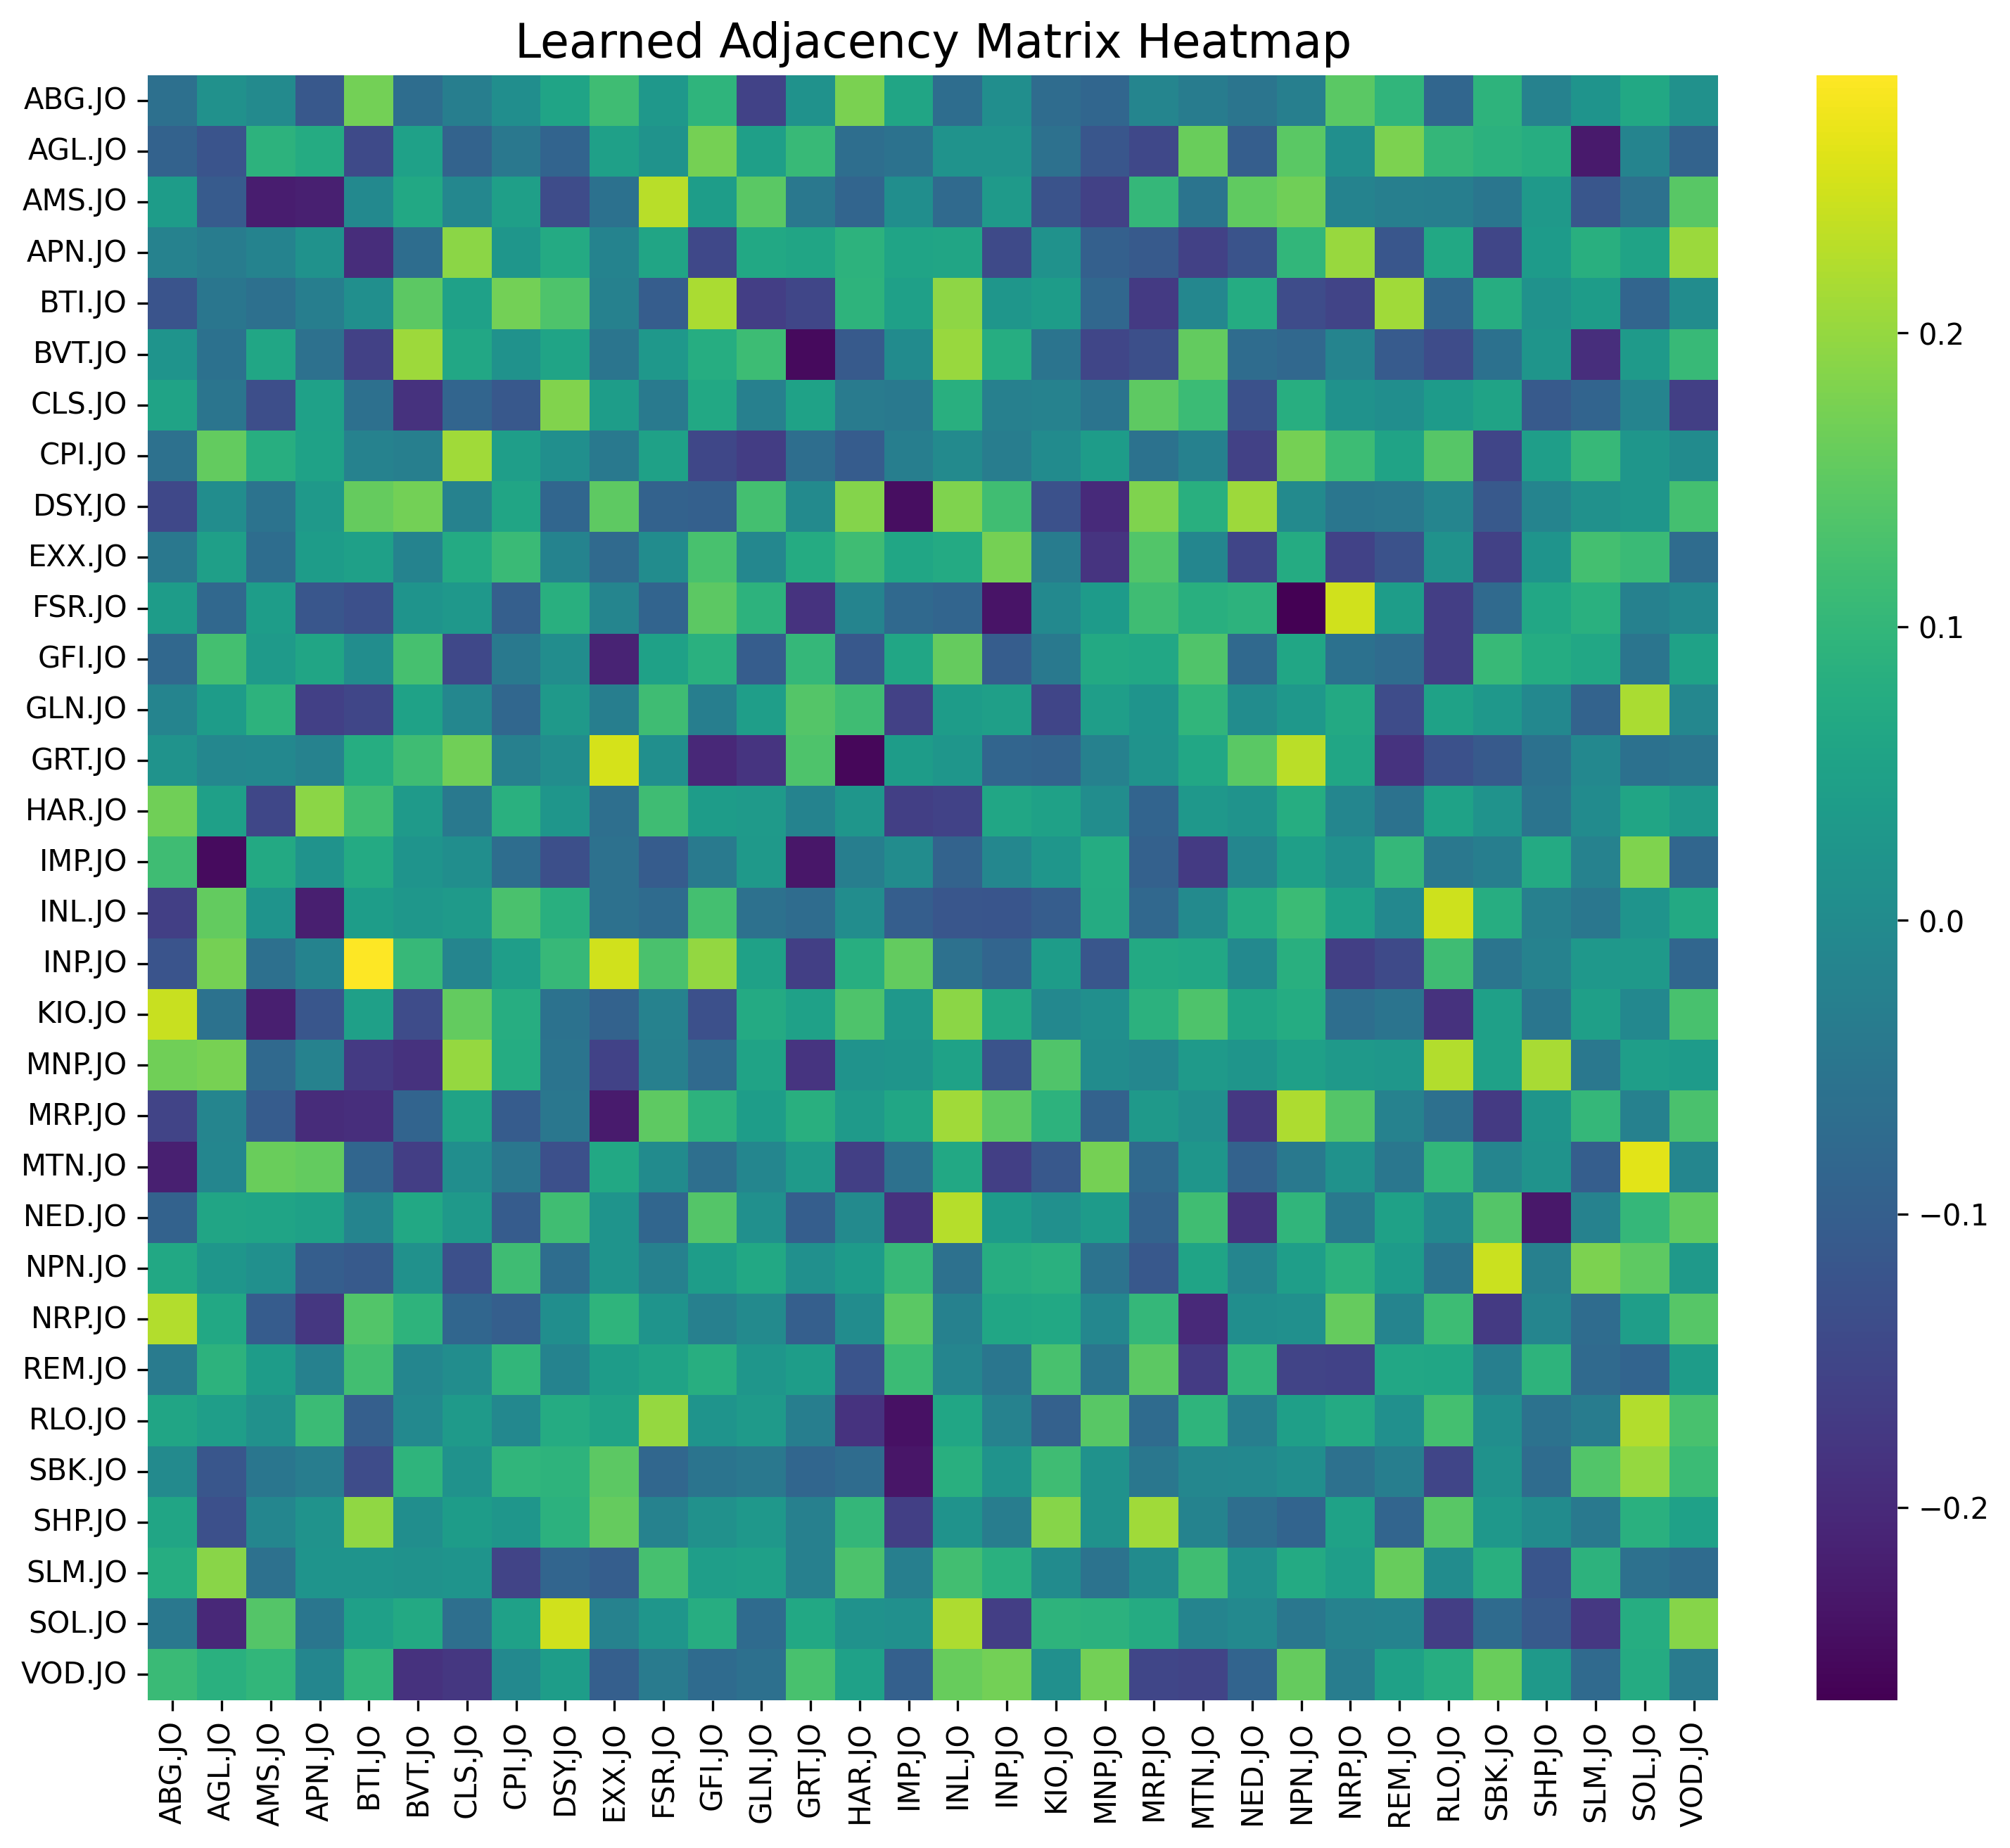 Learned Adjacency Matrix Heatmap
ABG.JO
AGL.JO
AMS.JO
APN.JO
BTI.JO
BVT.JO
CLS.JO
CPI.JO
DSY.JO
EXX.JO
FSR.JO
GFI.JO
GLN.JO
GRT.JO
HAR.JO
IMP.JO
INL.JO
INP.JO
KIO.JO
MNP.JO
MRP.JO
MTN.JO
NED.JO
NPN.JO
NRP.JO
REM.JO
RLO.JO
SBK.JO
SHP.JO
SLM.JO
SOL.JO
VOD.JO
ABG.JO
AGL.JO
AMS.JO
APN.JO
BTI.JO
BVT.JO
CLS.JO
CPI.JO
DSY.JO
EXX.JO
FSR.JO
GFI.JO
GLN.JO
GRT.JO
HAR.JO
IMP.JO
INL.JO
INP.JO
KIO.JO
MNP.JO
MRP.JO
MTN.JO
NED.JO
NPN.JO
NRP.JO
REM.JO
RLO.JO
SBK.JO
SHP.JO
SLM.JO
SOL.JO
VOD.JO
0.2
0.1
0.0
−0.1
−0.2